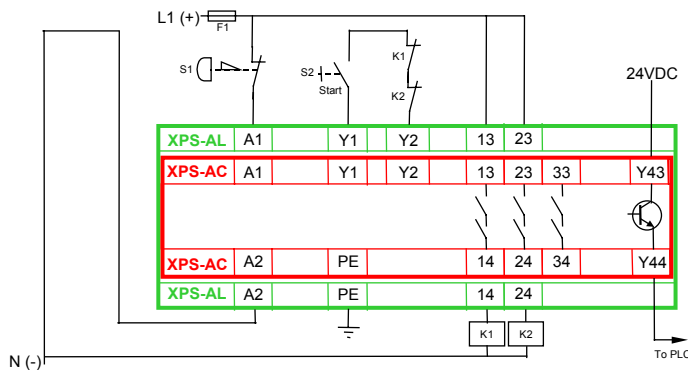 L1 (+)
F1
S1
S2
Start
K1
K2
24VDC
XPS-AL A1 Y1 Y2 13 23
XPS-AC A1 Y1 Y2 13 23 33 Y43
XPS-AC A2 PE 14 24 34 Y44
XPS-AL A2 PE 14 24
K1 K2
To PLC
N (-)